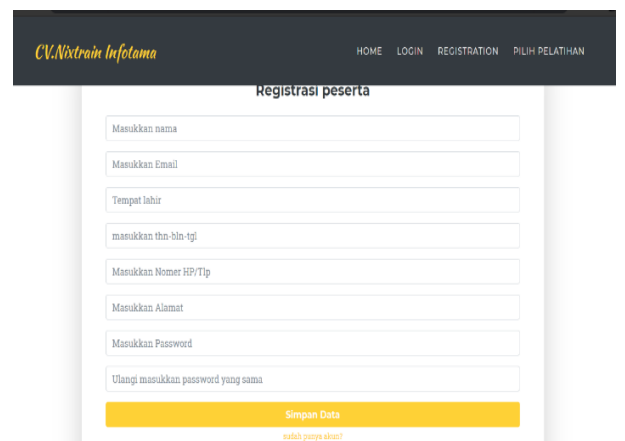 CV.Nixtrain Infotama
HOME LOGIN REGISTRATION PILIH PELATIHAN
Registrasi peserta
Masukkan nama
Masukkan Email
Tempat lahir
masukkan thn-bln-tgl
Masukkan Nomer HP/Tlp
Masukkan Alamat
Masukkan Password
Ulangi masukkan password yang sama
Simpan Data
sudah punya akun?